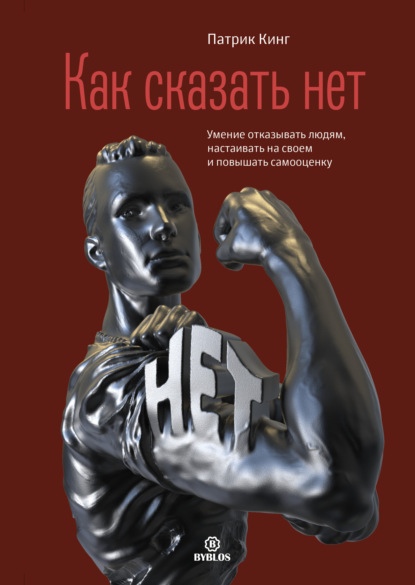 Патрик Кинг
Как сказать нет
Умение отказывать людям,
настаивать на своем
и повышать самооценку
НЕТ
B
BYBLOS